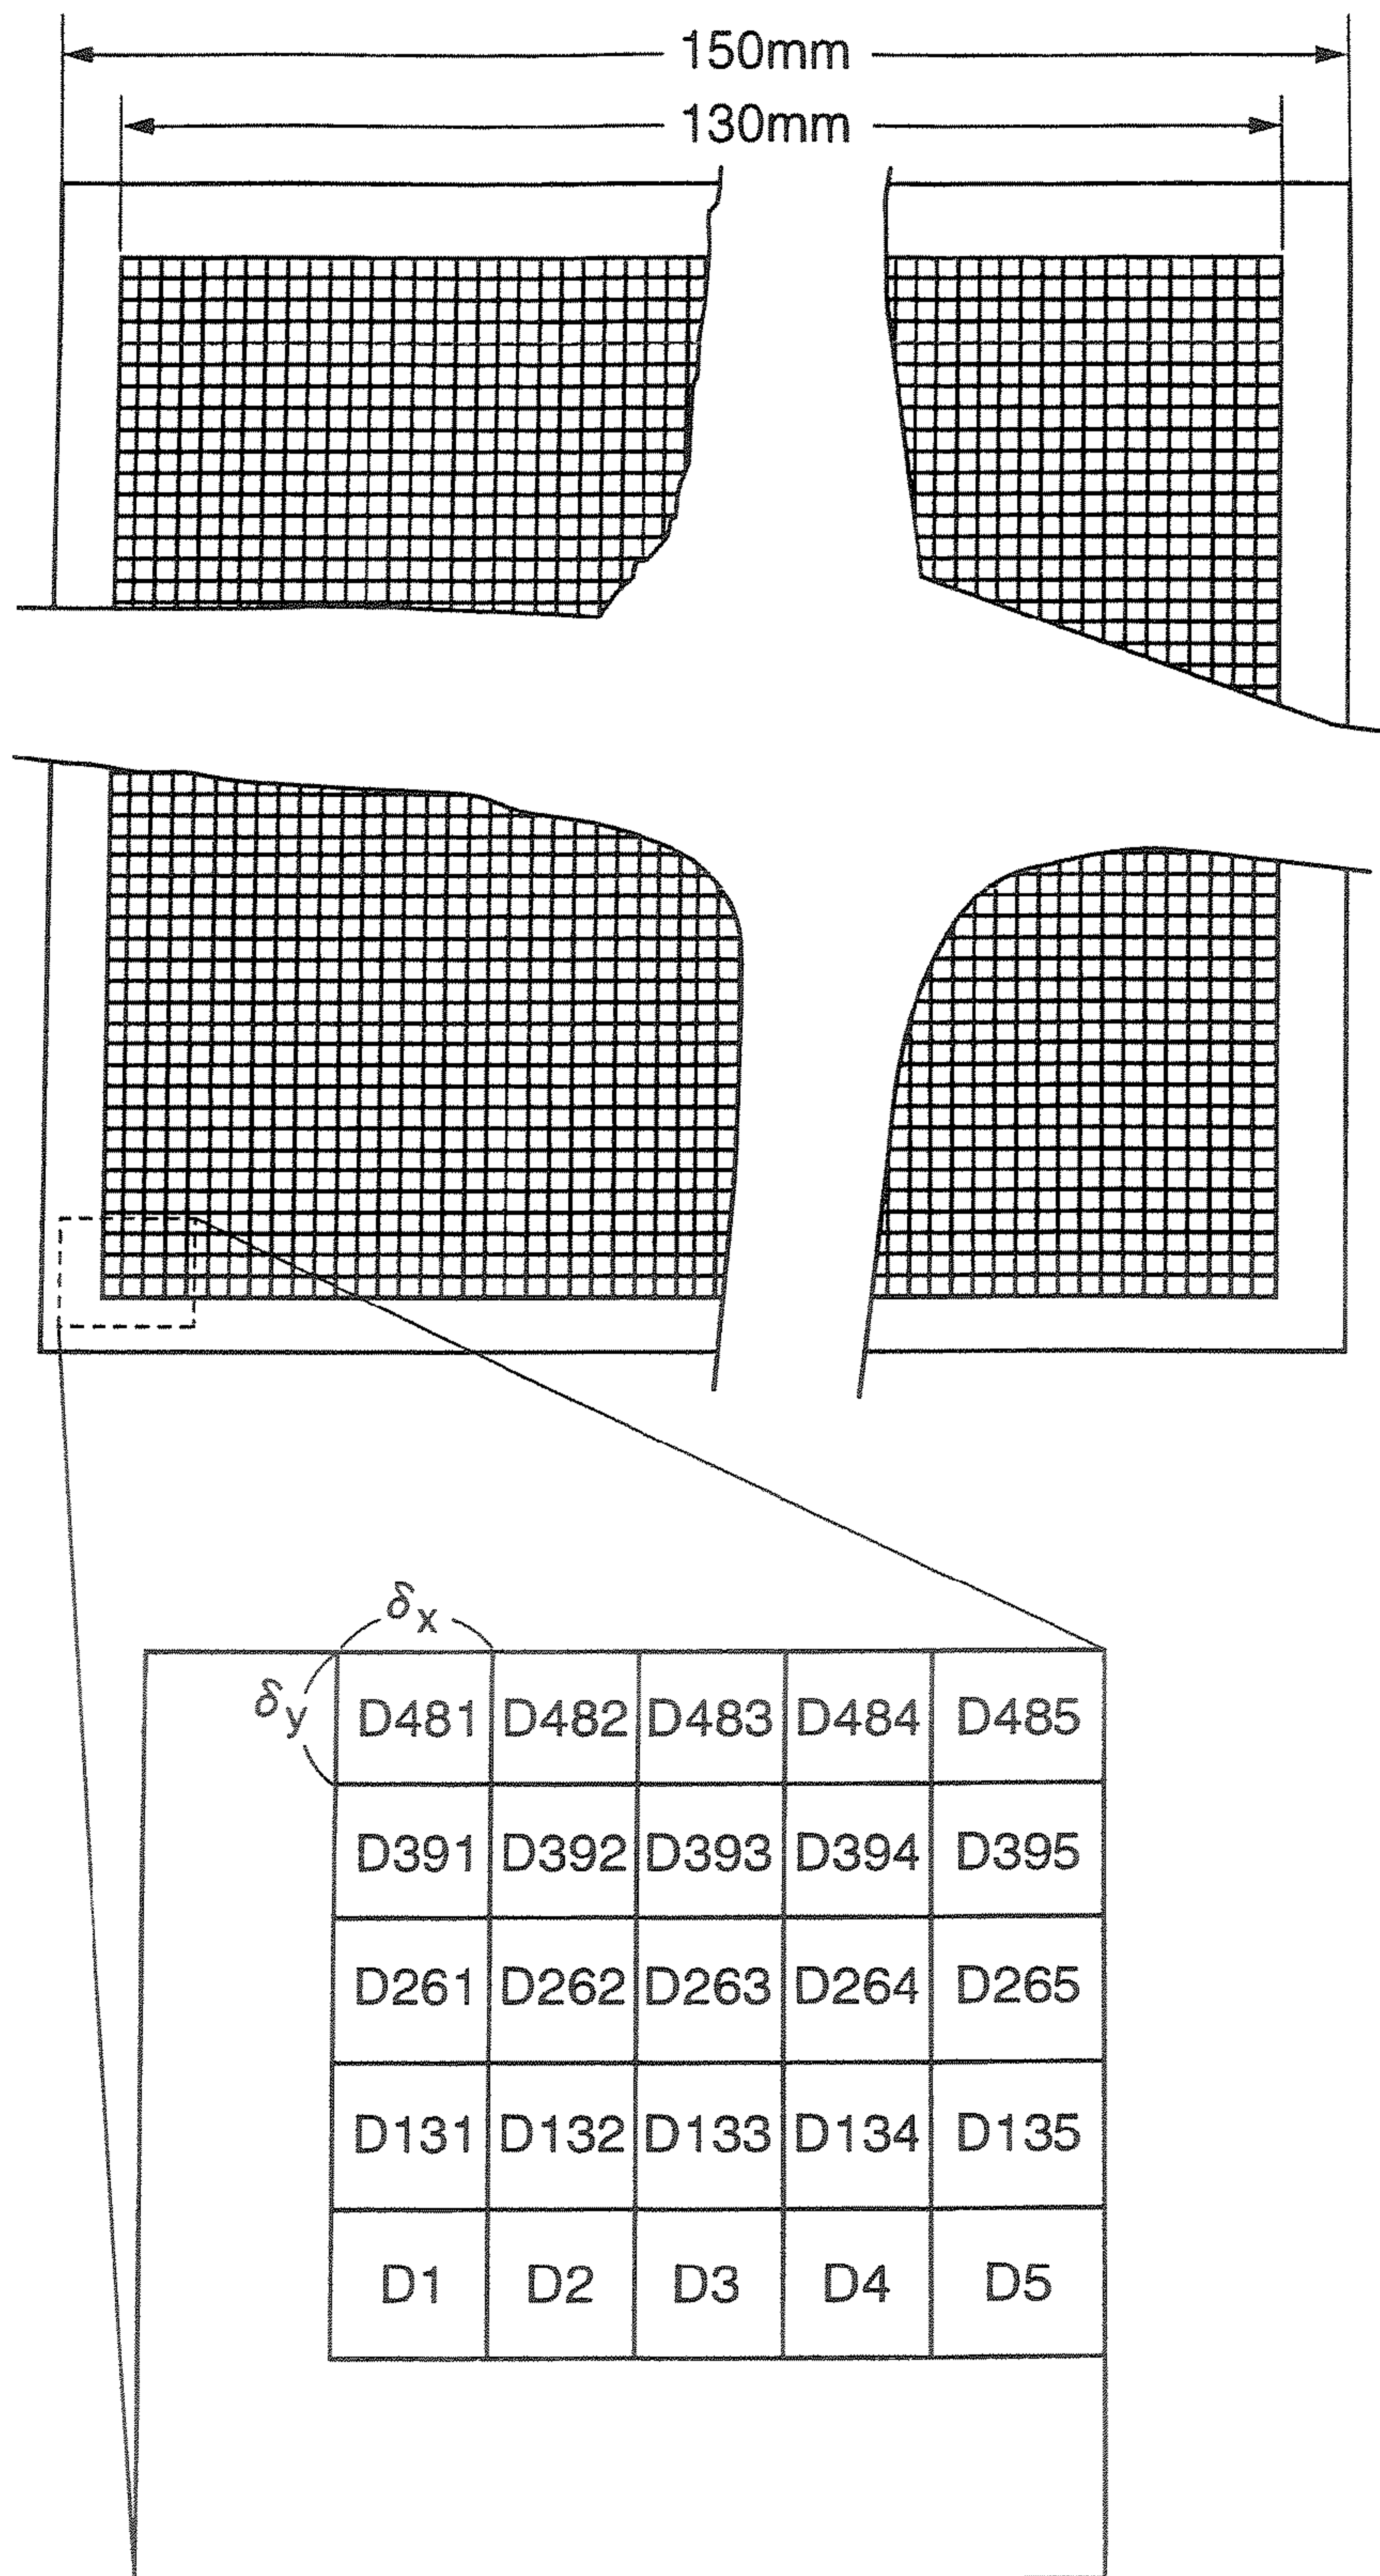 150mm
130mm
δx
δy
D481 D482 D483 D484 D485
D391 D392 D393 D394 D395
D261 D262 D263 D264 D265
D131 D132 D133 D134 D135
D1 D2 D3 D4 D5